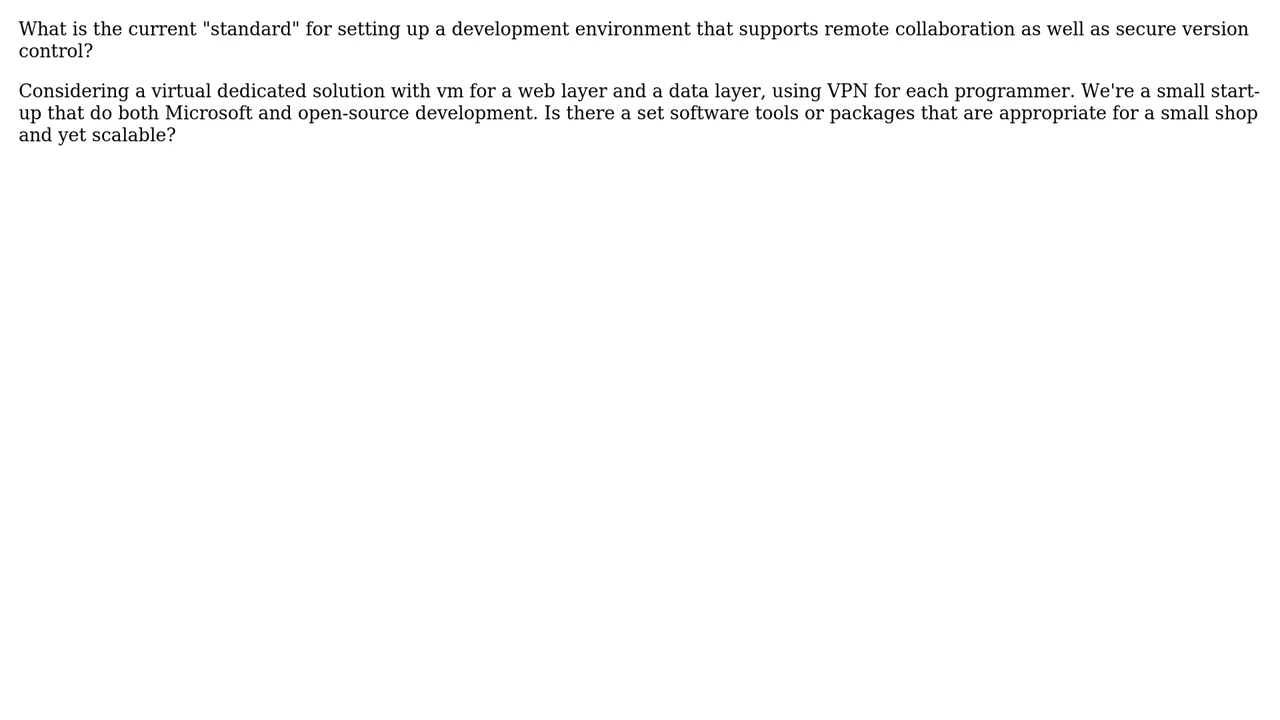 What is the current "standard" for setting up a development environment that supports remote collaboration as well as secure version
control?
Considering a virtual dedicated solution with vm for a web layer and a data layer, using VPN for each programmer. We're a small start-
up that do both Microsoft and open-source development. Is there a set software tools or packages that are appropriate for a small shop
and yet scalable?